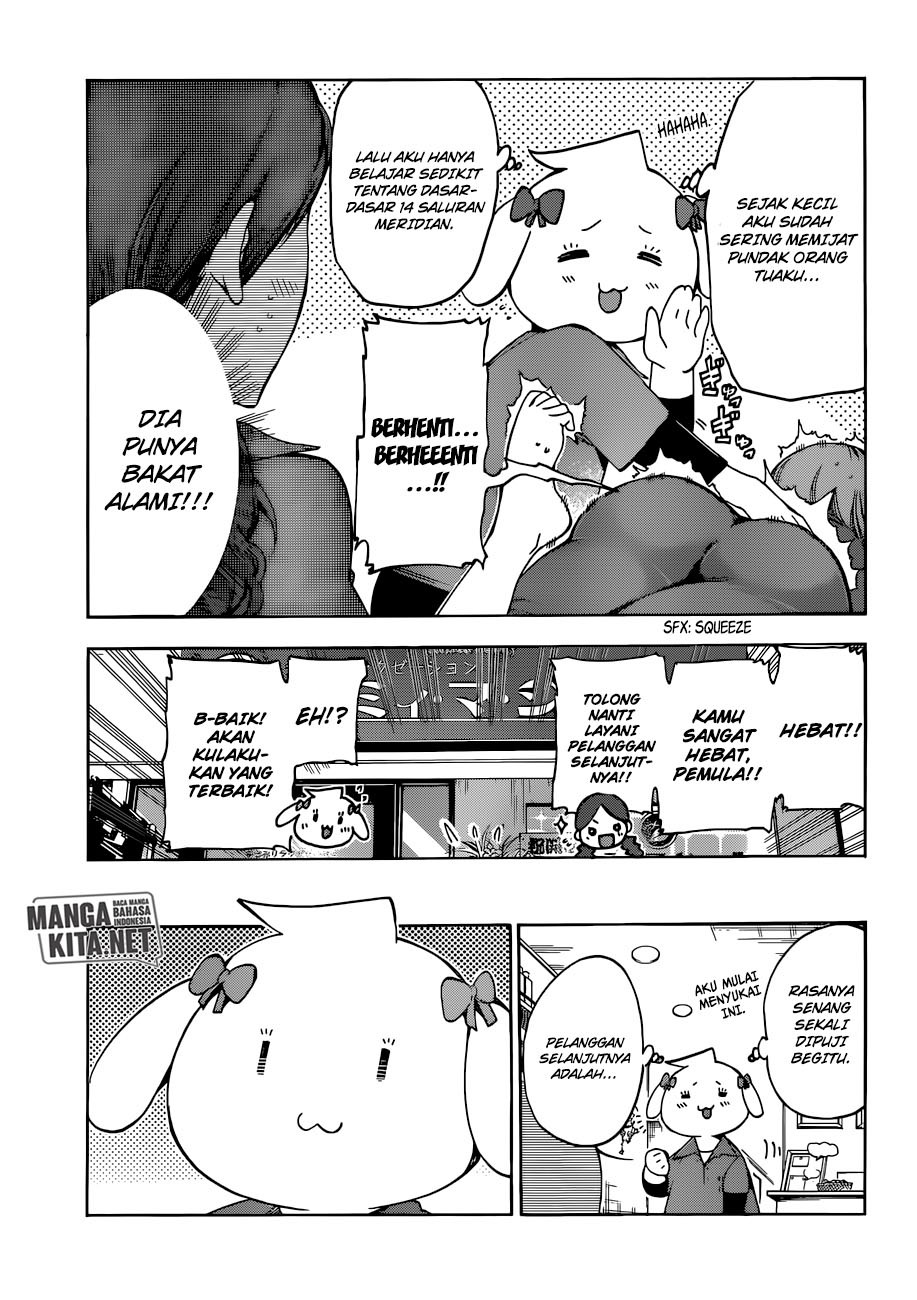 HAHAHA
SEJAK KECIL
AKU SUDAH
SERING MEMIJAT
PUNDAK ORANG
TUAKU...
LALU AKU HANYA
BELAJAR SEDIKIT
TENTANG DASAR-
DASAR 14 SALURAN
MERIDIAN.
BERHENTI...
BERHEEENTI
...!!
DIA
PUNYA
BAKAT
ALAMI!!!
SFX: SQUEEZE
HEBAT!!
KAMU
SANGAT
HEBAT,
PEMULA!!
TOLONG
NANTI
LAYANI
PELANGGAN
SELANJUT-
NYA!!
EH!?
B-BAIK!
AKAN
KULAKU-
KAN YANG
TERBAIK!
RASANYA
SENANG
SEKALI
DIPUJI
BEGITU.
AKU MULAI
MENYUKAI
INI.
PELANGGAN
SELANJUTNYA
ADALAH...
MANGA
KITA.NET
BACA MANGA
BAHASA
INDONESIA